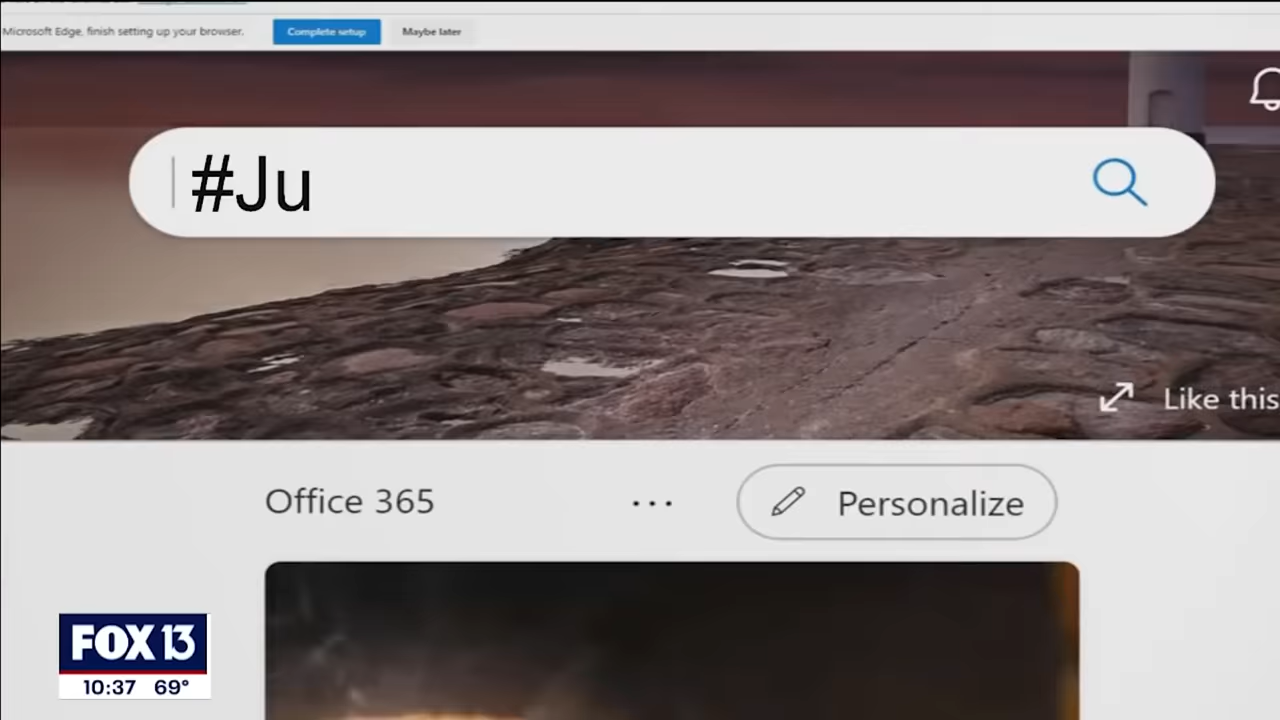 Microsoft Edge, finish setting up your browser.
Complete setup
Maybe later
#Ju
Like this
Office 365
...
Personalize
FOX 13
10:37 69°